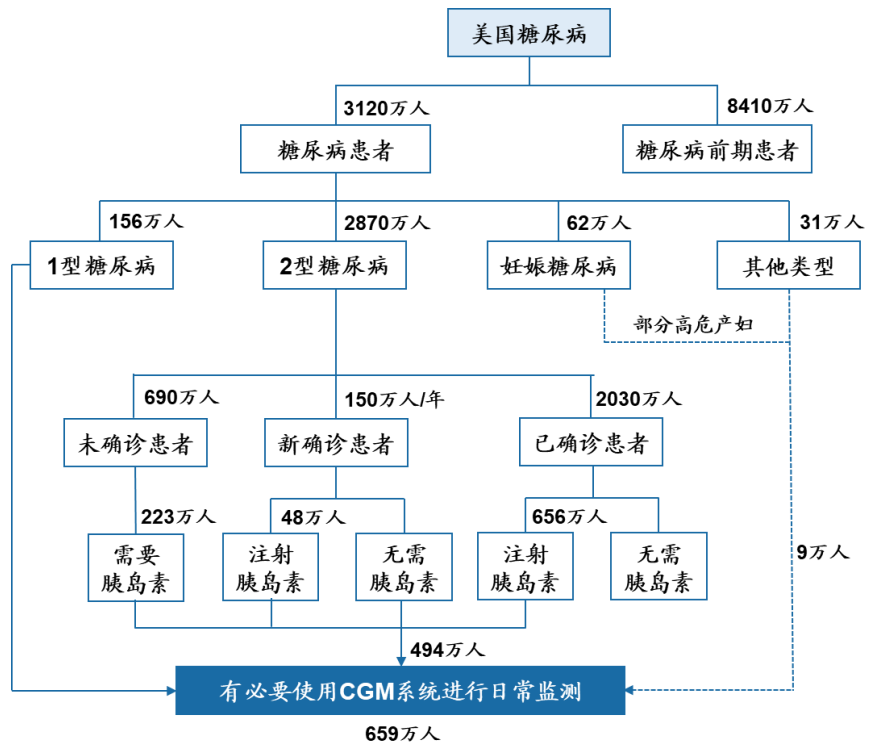 美国糖尿病
3120万人
8410万人
糖尿病患者
糖尿病前期患者
156万人
2870万人
62万人
31万人
1型糖尿病
2型糖尿病
妊娠糖尿病
其他类型
部分高危产妇
690万人
150万人/年
2030万人
未确诊患者
新确诊患者
已确诊患者
223万人
48万人
656万人
需要
胰岛素
注射
胰岛素
无需
胰岛素
注射
胰岛素
无需
胰岛素
9万人
494万人
有必要使用CGM系统进行日常监测
659万人